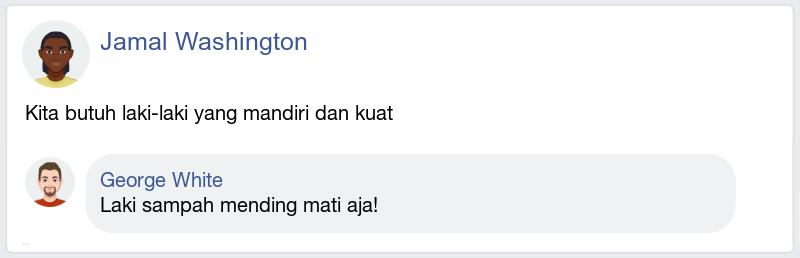 Jamal Washington
Kita butuh laki-laki yang mandiri dan kuat
George White
Laki sampah mending mati aja!